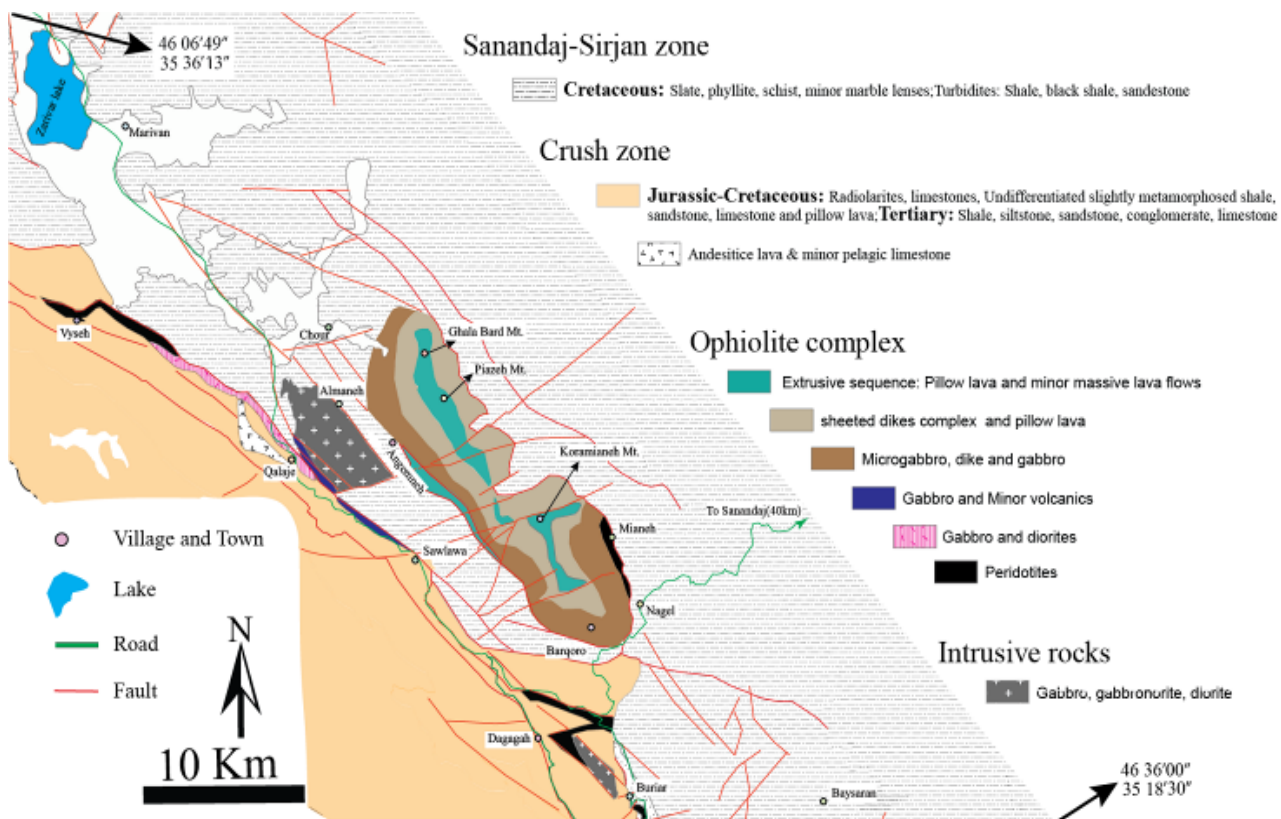 46 06′49″
35 36′13″
Zarivar lake
Marivan
Sanandaj-Sirjan zone
Cretaceous: Slate, phyllite, schist, minor marble lenses;Turbidites: Shale, black shale, sandestone
Crush zone
Jurassic-Cretaceous: Radiolarites, limestones, Undifferentiated slightly metamorphosed shale,
sandstone, limestone and pillow lava;Tertiary: Shale, siltstone, sandstone, conglomerate, limestone
Andesitice lava & minor pelagic limestone
Vyseh
Chour
Ghala Bard Mt.
Piazeh Mt.
Almaneh
Angomneh
Koramianeh Mt.
Qalaje
Mianeh
To Sanandaj(40km)
Sawlawa
Nagel
Barqoro
Dagagah
Buriar
Baysaran
Ophiolite complex
Extrusive sequence: Pillow lava and minor massive lava flows
sheeted dikes complex and pillow lava
Microgabbro, dike and gabbro
Gabbro and Minor volcanics
Gabbro and diorites
Peridotites
Intrusive rocks
Gabbru, gabbronurite, diurite
Village and Town
Lake
Road
Fault
N
10 Km
46 36′00″
35 18′30″